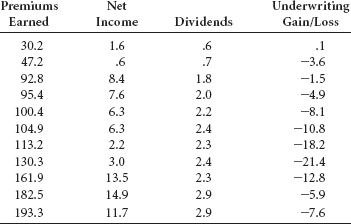 Premiums Earned Net Income Dividends Underwriting Gain/Loss
30.2 1.6 .6 .1
47.2 .6 .7 −3.6
92.8 8.4 1.8 −1.5
95.4 7.6 2.0 −4.9
100.4 6.3 2.2 −8.1
104.9 6.3 2.4 −10.8
113.2 2.2 2.3 −18.2
130.3 3.0 2.4 −21.4
161.9 13.5 2.3 −12.8
182.5 14.9 2.9 −5.9
193.3 11.7 2.9 −7.6